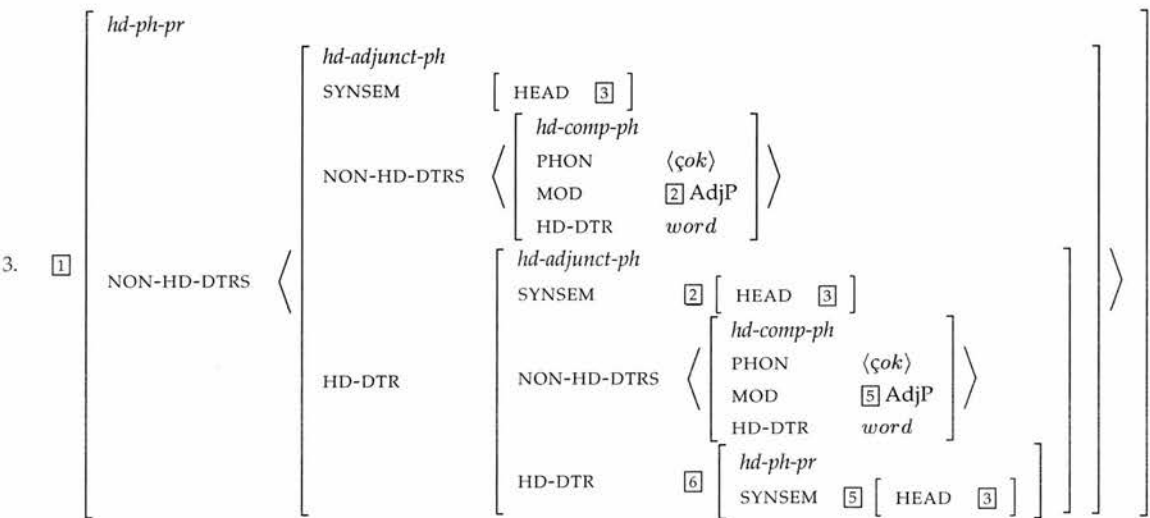 hd-ph-pr
hd-adjunct-ph
SYNSEM [ HEAD 3 ]
hd-comp-ph
PHON ⟨çok⟩
NON-HD-DTRS MOD 2 AdjP
HD-DTR word
3. 1 NON-HD-DTRS
hd-adjunct-ph
SYNSEM 2 [ HEAD 3 ]
hd-comp-ph
PHON ⟨çok⟩
HD-DTR NON-HD-DTRS MOD 5 AdjP
HD-DTR word
hd-ph-pr
HD-DTR 6 SYNSEM 5 [ HEAD 3 ]